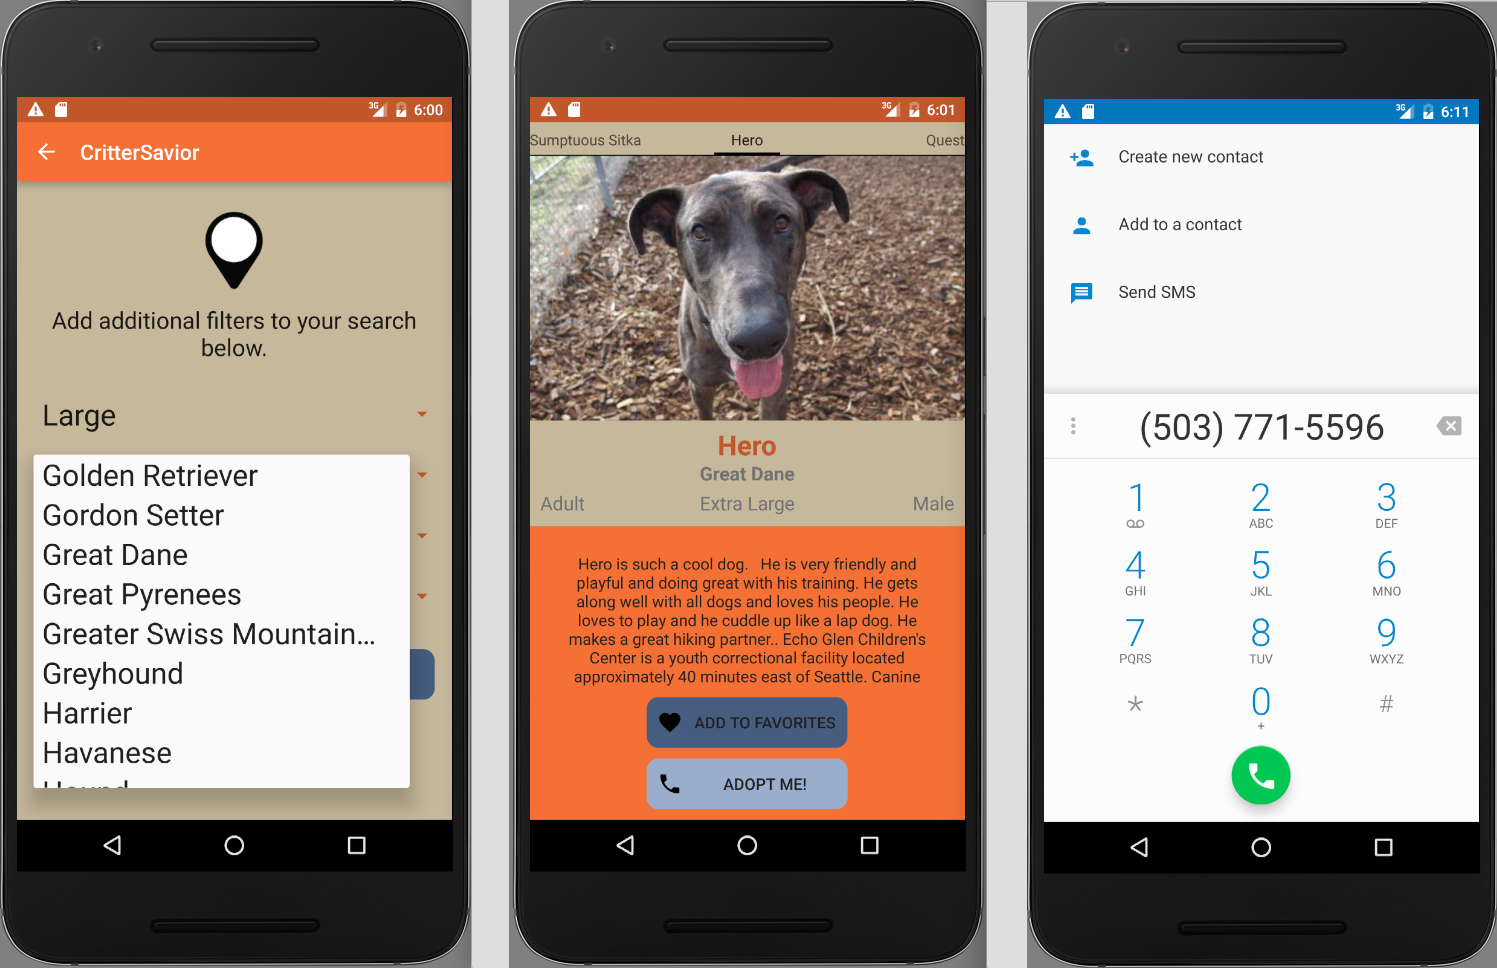 3G 6:00
CritterSavior
Add additional filters to your search
below.
Large
Golden Retriever
Gordon Setter
Great Dane
Great Pyrenees
Greater Swiss Mountain...
Greyhound
Harrier
Havanese
3G 6:01
Sumptuous Sitka Hero Quest
Hero
Great Dane
Adult Extra Large Male
Hero is such a cool dog. He is very friendly and
playful and doing great with his training. He gets
along well with all dogs and loves his people. He
loves to play and he cuddle up like a lap dog. He
makes a great hiking partner.. Echo Glen Children's
Center is a youth correctional facility located
approximately 40 minutes east of Seattle. Canine
ADD TO FAVORITES
ADOPT ME!
3G 6:11
Create new contact
Add to a contact
Send SMS
(503) 771-5596
1 2 3
ABC DEF
4 5 6
GHI JKL MNO
7 8 9
PQRS TUV WXYZ
* 0 #
+